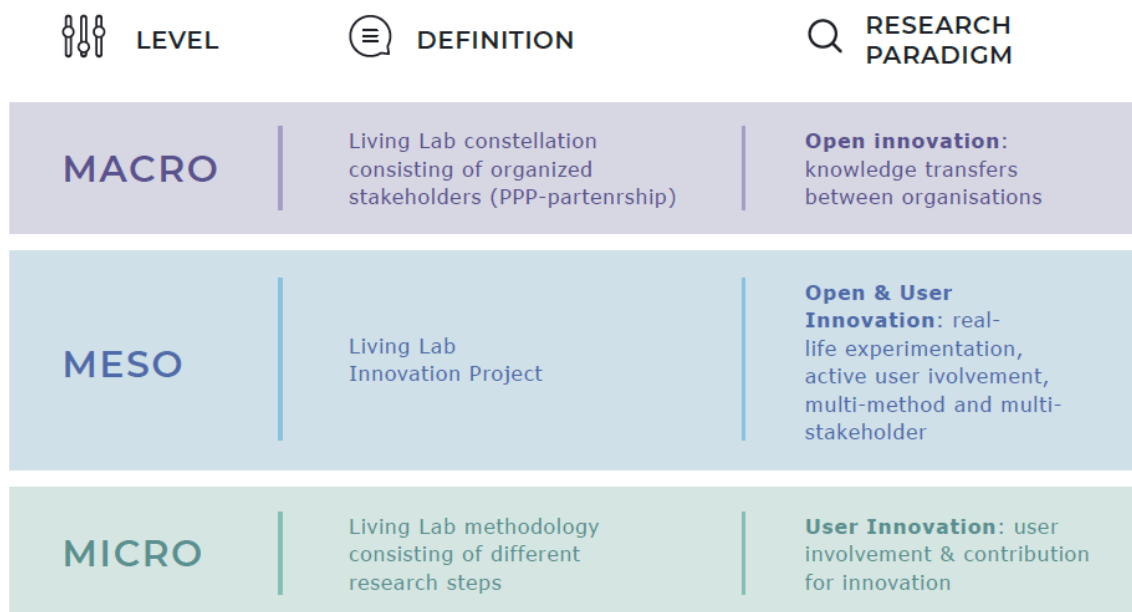 LEVEL
DEFINITION
RESEARCH
PARADIGM
MACRO
Living Lab constellation
consisting of organized
stakeholders (PPP-partenrship)
Open innovation:
knowledge transfers
between organisations
MESO
Living Lab
Innovation Project
Open & User
Innovation: real-
life experimentation,
active user ivolvement,
multi-method and multi-
stakeholder
MICRO
Living Lab methodology
consisting of different
research steps
User Innovation: user
involvement & contribution
for innovation